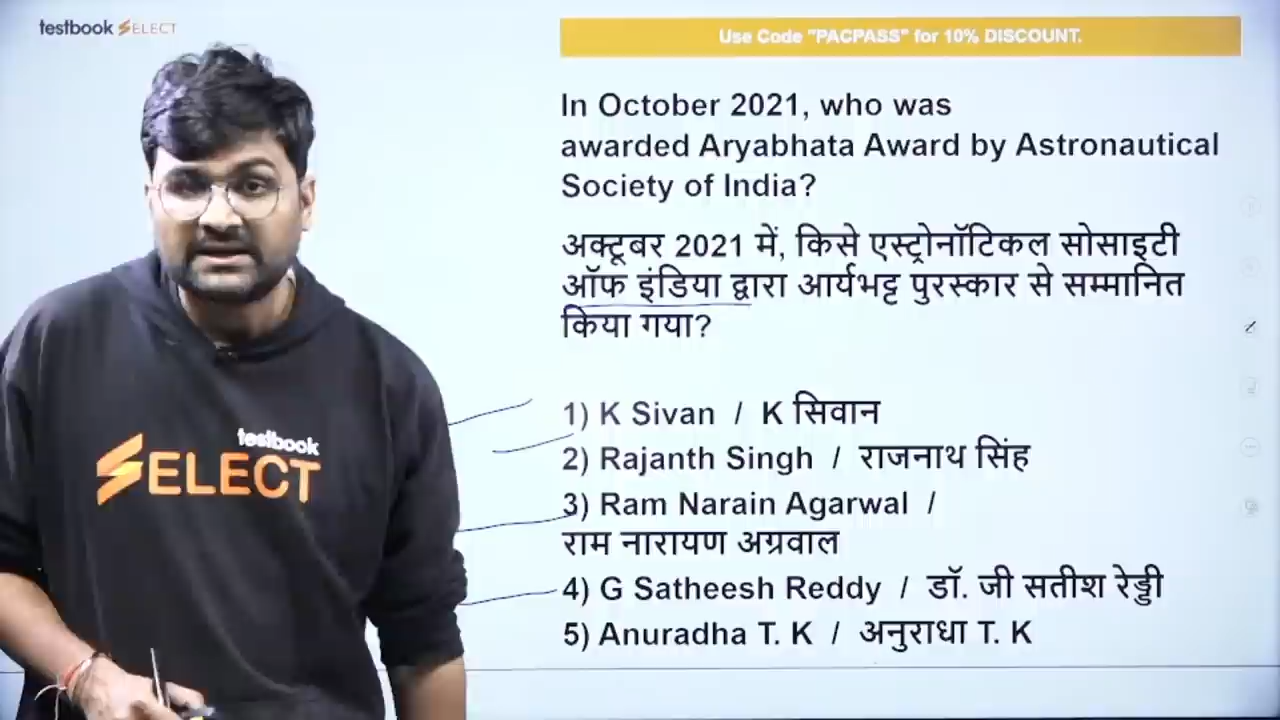 testbook SELECT
Use Code "PACPASS" for 10% DISCOUNT.
In October 2021, who was
awarded Aryabhata Award by Astronautical
Society of India?
अक्टूबर 2021 में, किसे एस्ट्रोनॉटिकल सोसाइटी
ऑफ इंडिया द्वारा आर्यभट्ट पुरस्कार से सम्मानित
किया गया?
1) K Sivan / K सिवान
2) Rajanth Singh / राजनाथ सिंह
3) Ram Narain Agarwal /
राम नारायण अग्रवाल
4) G Satheesh Reddy / डॉ. जी सतीश रेड्डी
5) Anuradha T. K / अनुराधा T. K
testbook
SELECT